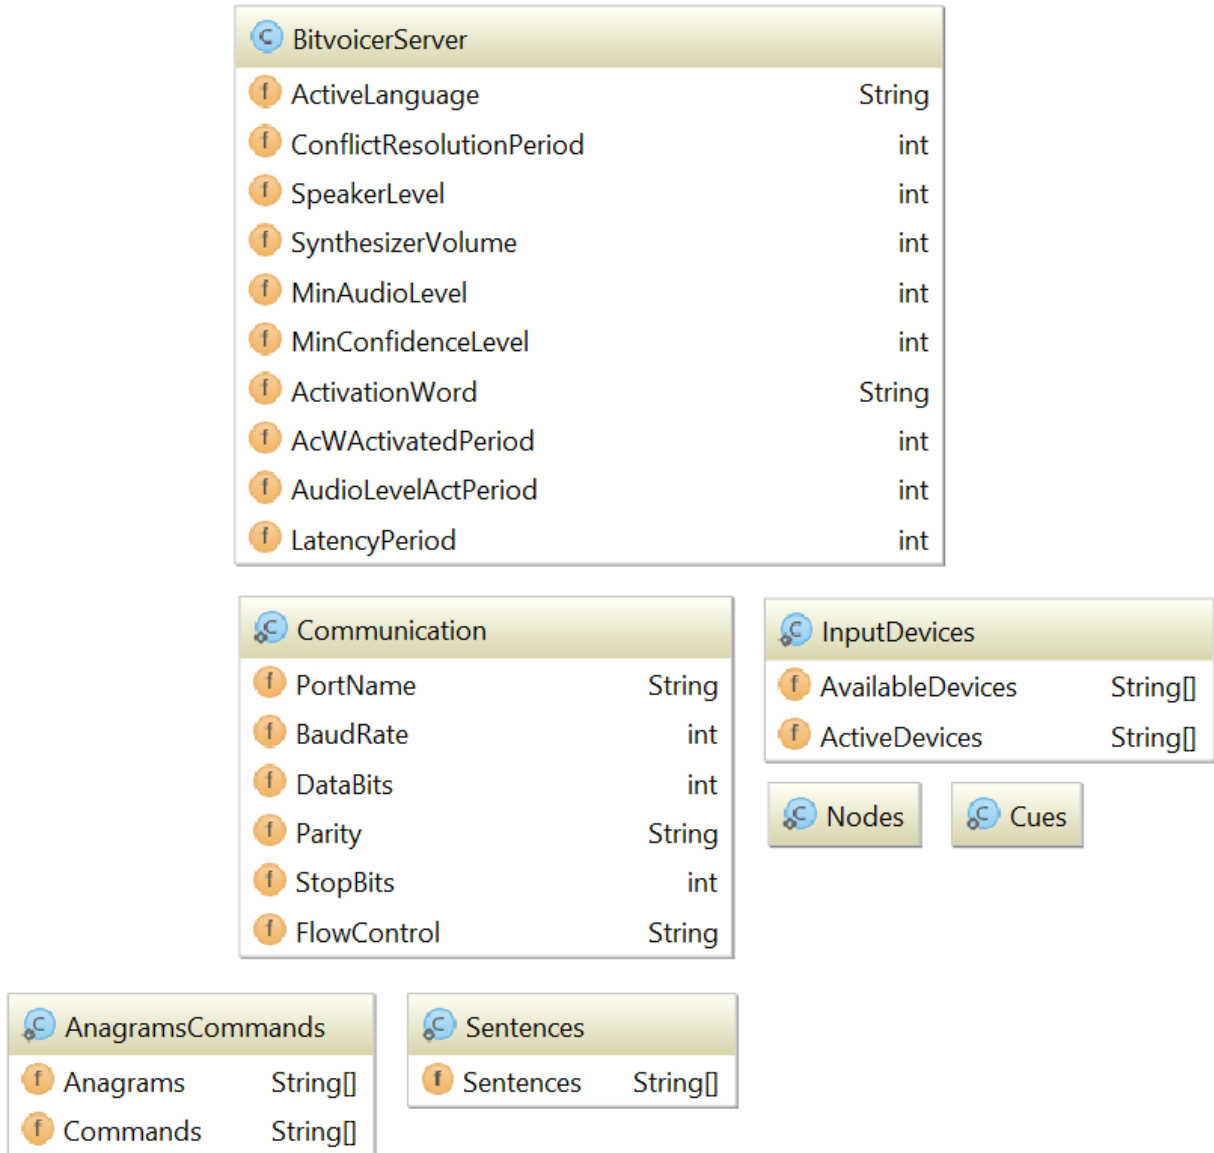 C BitvoicerServer
f ActiveLanguage String
f ConflictResolutionPeriod int
f SpeakerLevel int
f SynthesizerVolume int
f MinAudioLevel int
f MinConfidenceLevel int
f ActivationWord String
f AcWActivatedPeriod int
f AudioLevelActPeriod int
f LatencyPeriod int
C Communication
f PortName String
f BaudRate int
f DataBits int
f Parity String
f StopBits int
f FlowControl String
C InputDevices
f AvailableDevices String[]
f ActiveDevices String[]
C Nodes
C Cues
C AnagramsCommands
f Anagrams String[]
f Commands String[]
C Sentences
f Sentences String[]